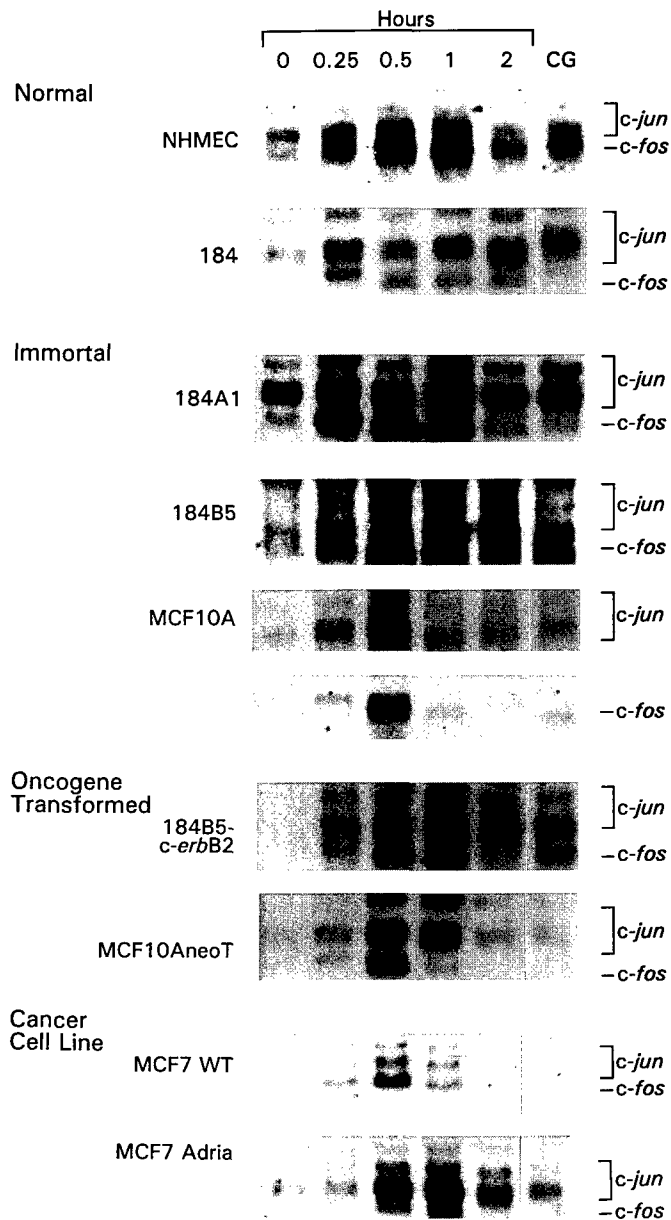 Hours
0 0.25 0.5 1 2 CG
Normal
NHMEC
c-jun
–c-fos
184
c-jun
–c-fos
Immortal
184A1
c-jun
–c-fos
184B5
c-jun
–c-fos
MCF10A
c-jun
–c-fos
Oncogene
Transformed
184B5-
c-erbB2
c-jun
–c-fos
MCF10AneoT
c-jun
–c-fos
Cancer
Cell Line
MCF7 WT
c-jun
–c-fos
MCF7 Adria
c-jun
–c-fos